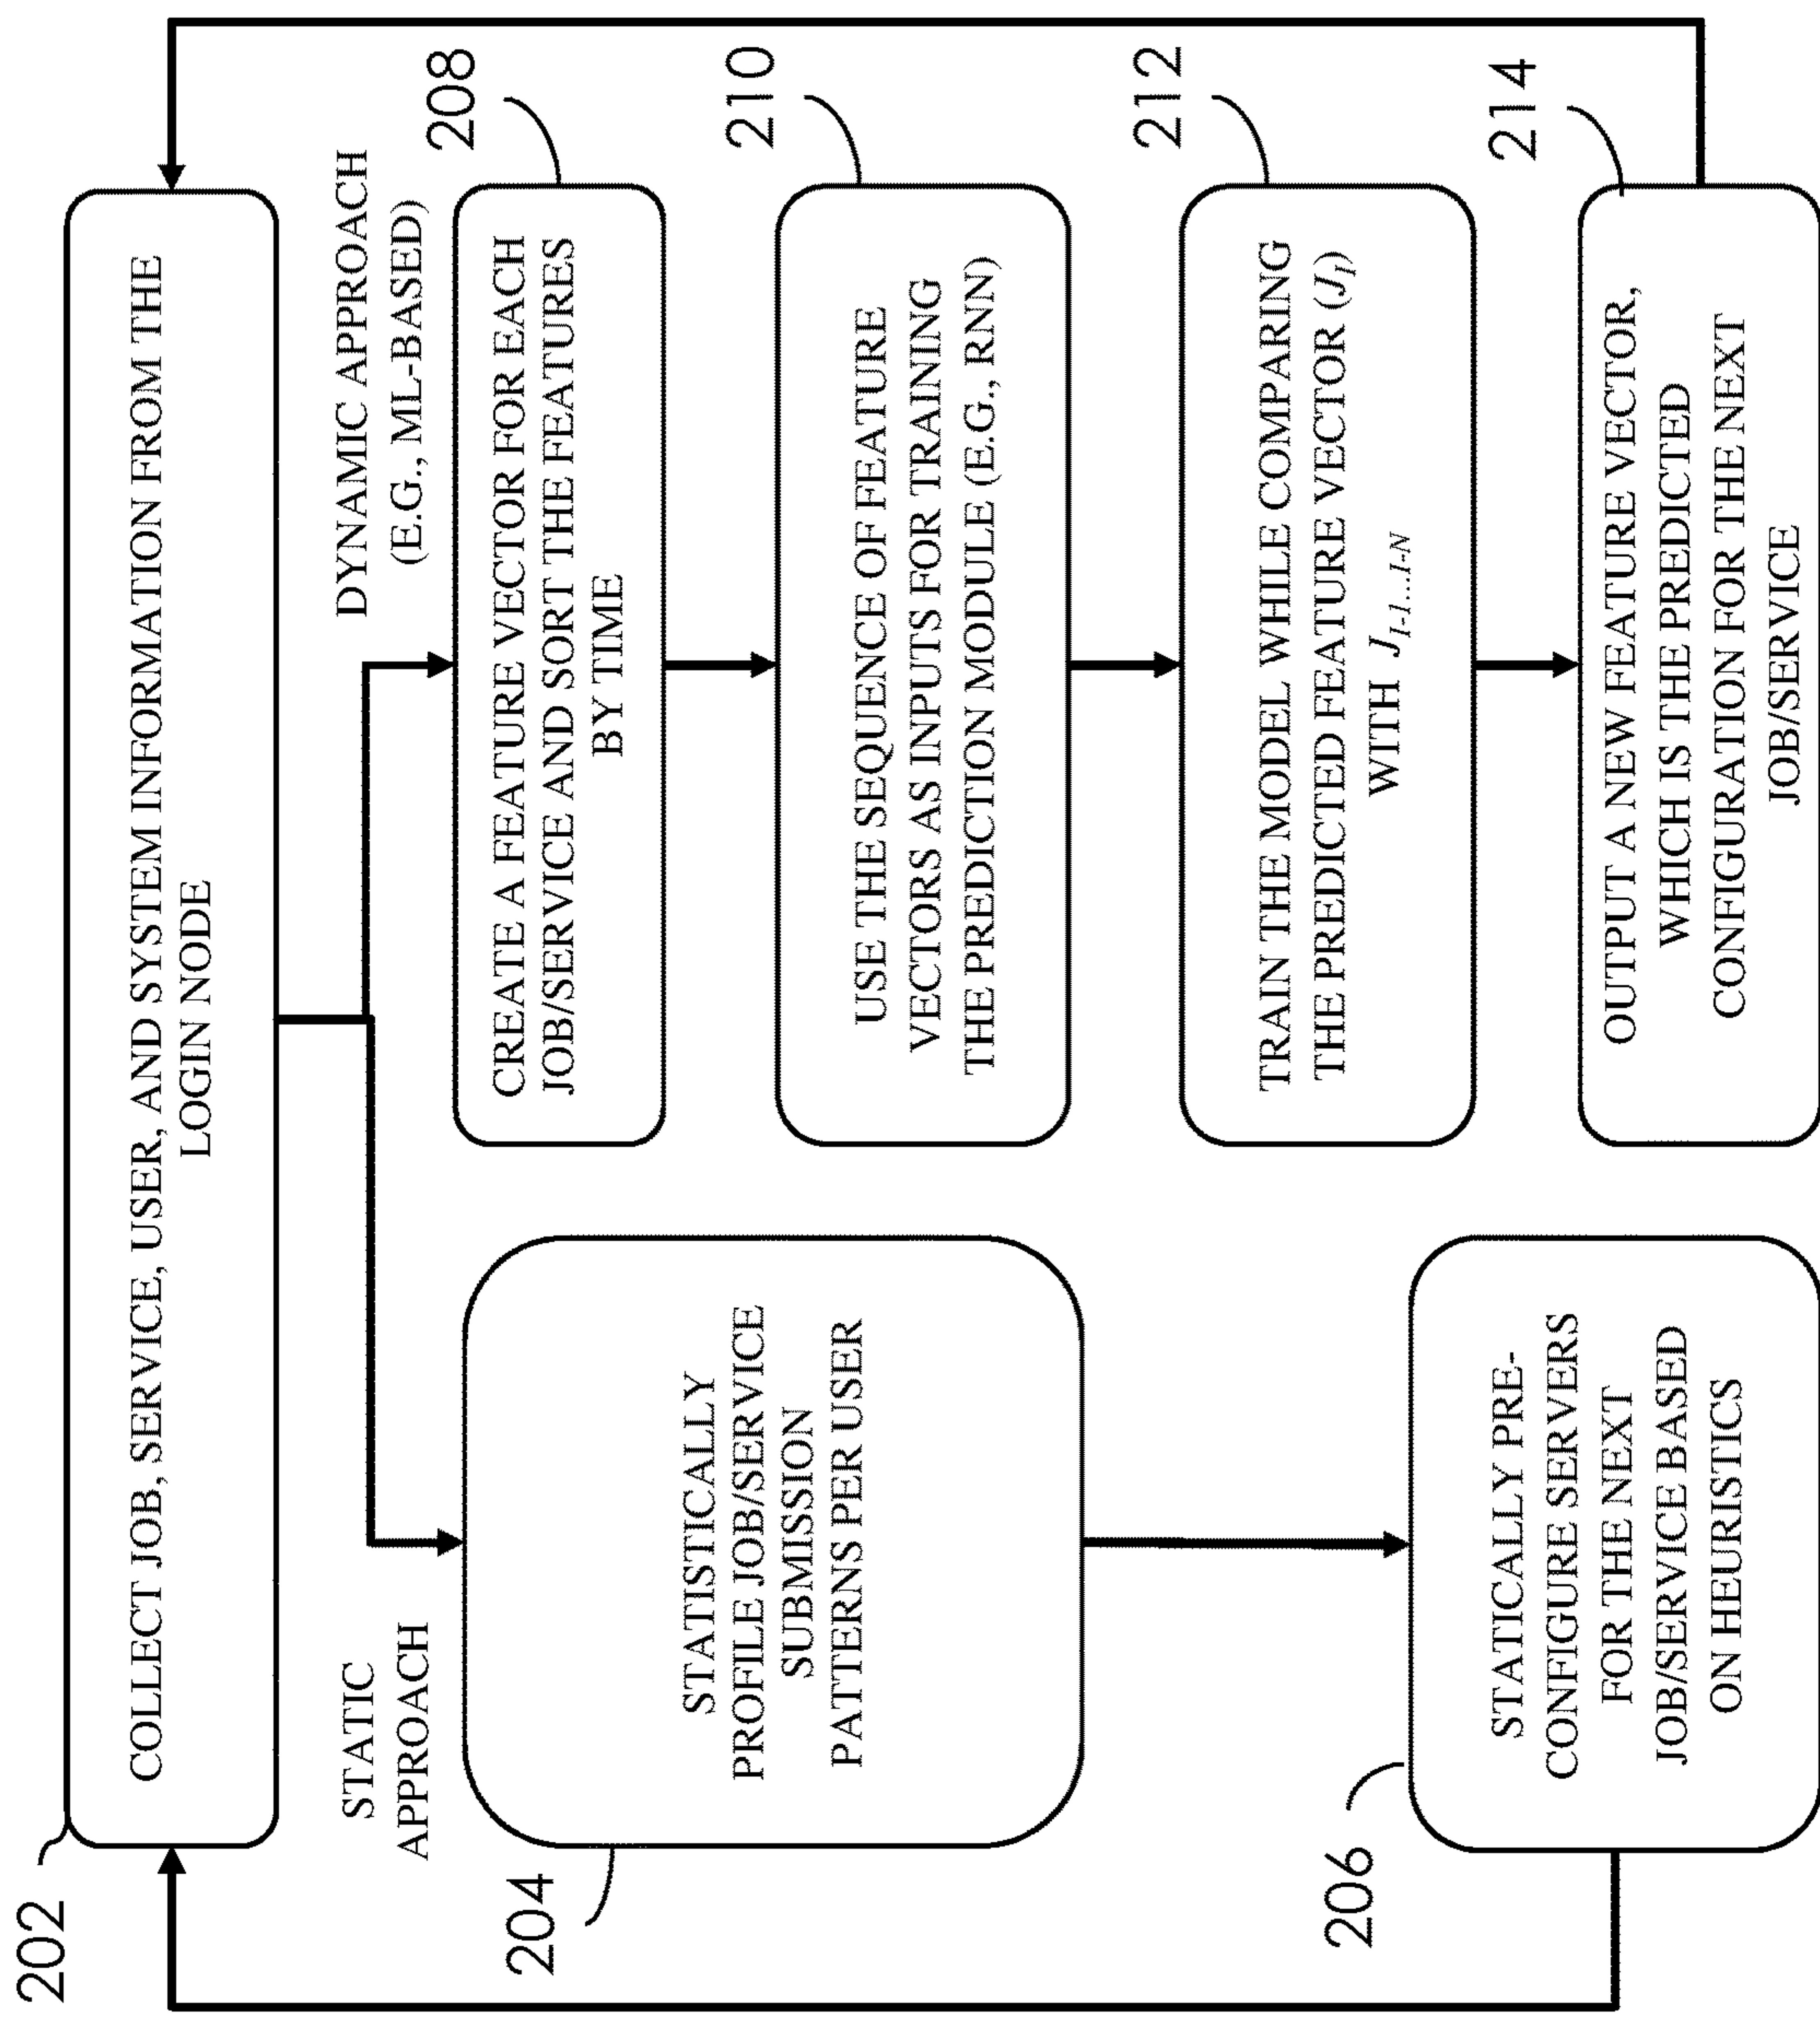 202
COLLECT JOB, SERVICE, USER, AND SYSTEM INFORMATION FROM THE
LOGIN NODE
STATIC
APPROACH
DYNAMIC APPROACH
(E.G., ML-BASED)
204
STATISTICALLY
PROFILE JOB/SERVICE
SUBMISSION
PATTERNS PER USER
206
STATICALLY PRE-
CONFIGURE SERVERS
FOR THE NEXT
JOB/SERVICE BASED
ON HEURISTICS
208
CREATE A FEATURE VECTOR FOR EACH
JOB/SERVICE AND SORT THE FEATURES
BY TIME
210
USE THE SEQUENCE OF FEATURE
VECTORS AS INPUTS FOR TRAINING
THE PREDICTION MODULE (E.G., RNN)
212
TRAIN THE MODEL WHILE COMPARING
THE PREDICTED FEATURE VECTOR (J_I)
WITH J_{I-1...I-N}
214
OUTPUT A NEW FEATURE VECTOR,
WHICH IS THE PREDICTED
CONFIGURATION FOR THE NEXT
JOB/SERVICE